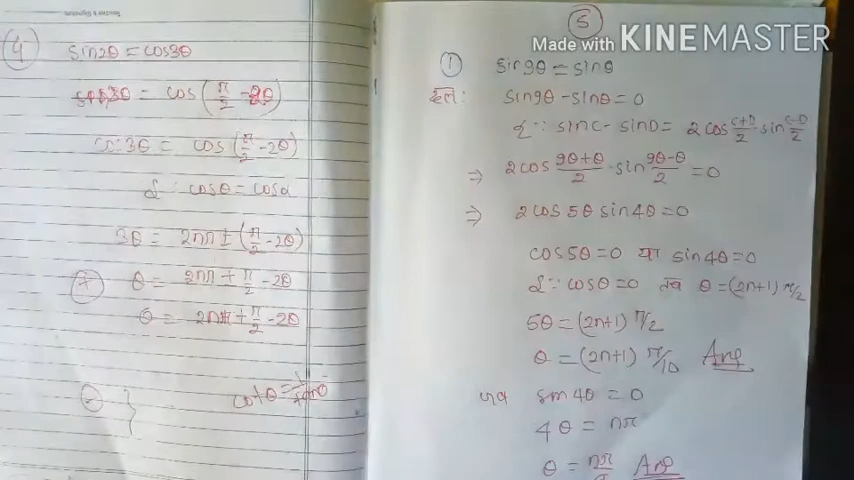 4
sin2θ = cos3θ
= cos(π/2 - 2θ)
cos3θ = cos(π/2 - 2θ)
{∵ cosθ = cosα
3θ = 2nπ ± (π/2 - 2θ)
+ θ = 2nπ + π/2 - 2θ
θ = 2nπ + π/2 - 2θ
- }
cotθ = 1/tanθ
5
Made with KINEMASTER
① sin9θ = sinθ
हल: sin9θ - sinθ = 0
{∵ sinC - sinD = 2cos (C+D)/2 · sin (C-D)/2
⇒ 2cos (9θ+θ)/2 · sin (9θ-θ)/2 = 0
⇒ 2cos5θ sin4θ = 0
cos5θ = 0 या sin4θ = 0
{∵ cosθ = 0 तब θ = (2n+1) π/2
5θ = (2n+1) π/2
θ = (2n+1) π/10 Ans
sin4θ = 0
4θ = nπ
θ = nπ/ Ans